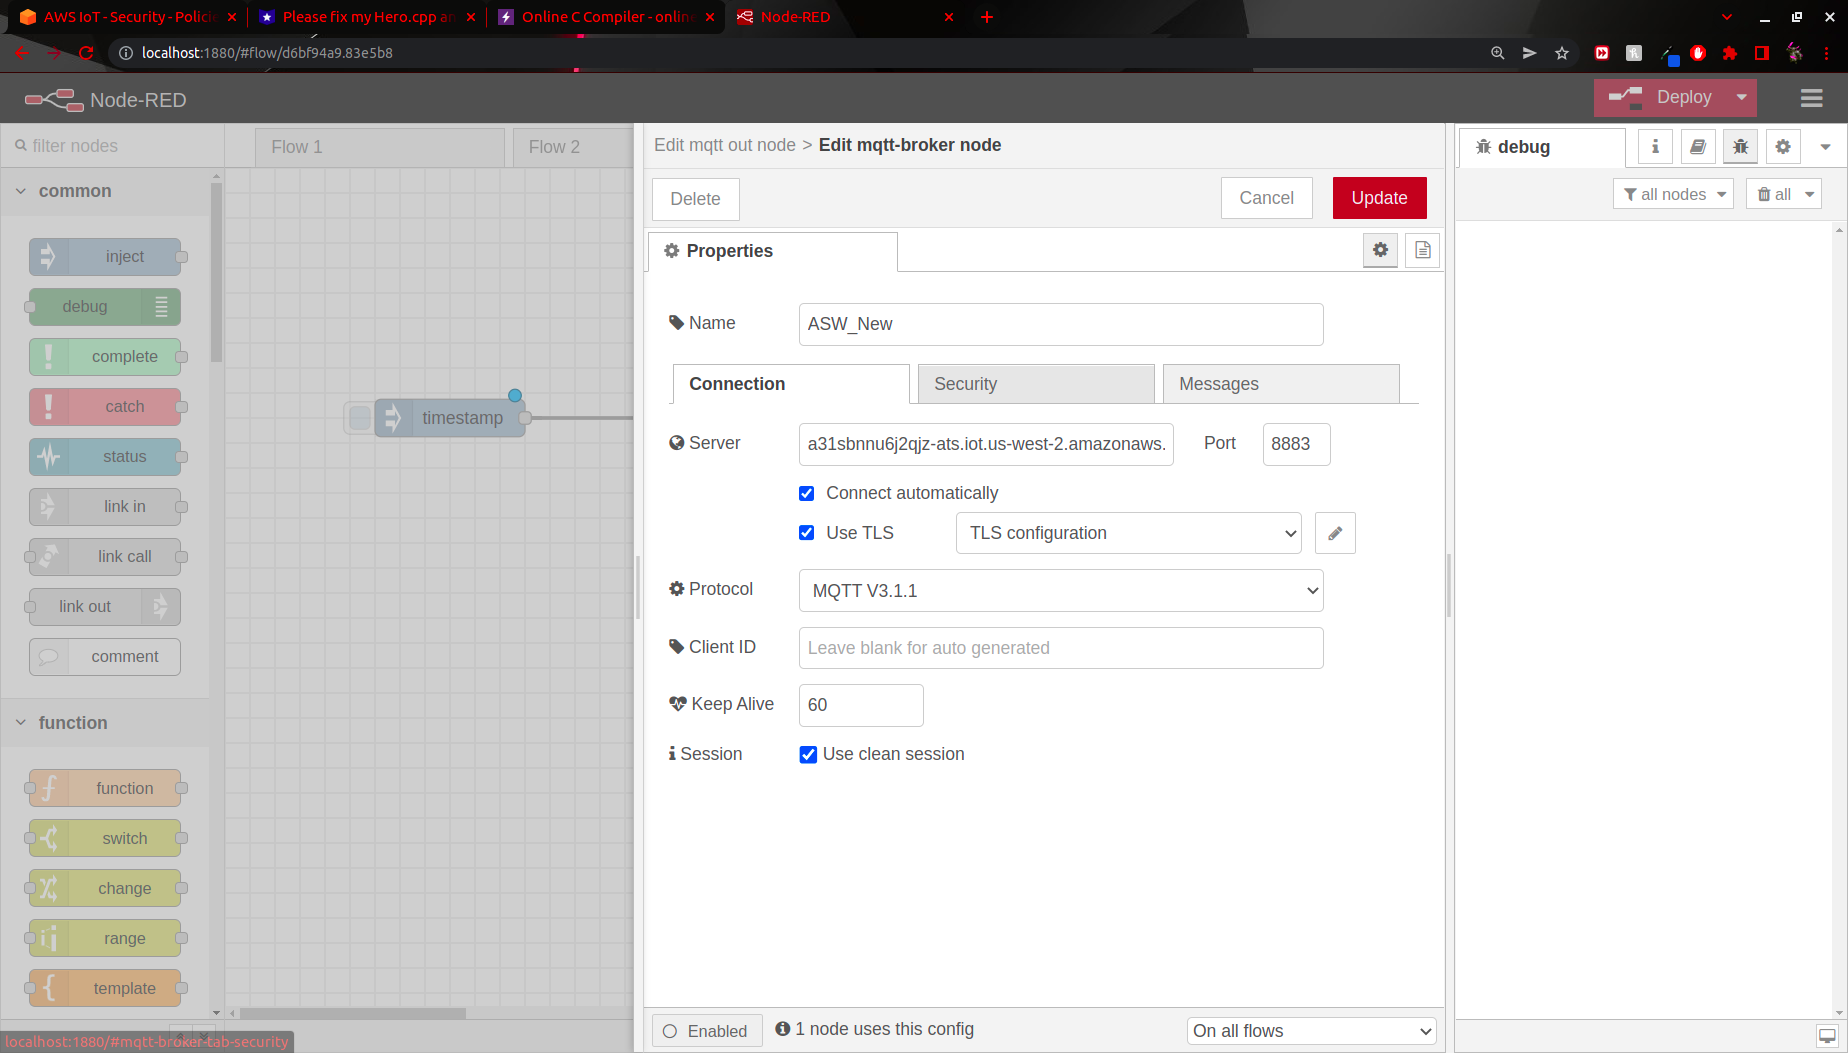 AWS IoT - Security - Policie
Please fix my Hero.cpp an
Online C Compiler - online
Node-RED
localhost:1880/#flow/d6bf94a9.83e5b8
Node-RED
Deploy
filter nodes
Flow 1
Flow 2
Edit mqtt out node > Edit mqtt-broker node
debug
Delete
Cancel
Update
all nodes
all
common
inject
debug
complete
catch
status
link in
link call
link out
comment
function
function
switch
change
range
template
timestamp
Properties
Name
ASW_New
Connection
Security
Messages
Server
a31sbnnu6j2qjz-ats.iot.us-west-2.amazonaws.
Port
8883
Connect automatically
Use TLS
TLS configuration
Protocol
MQTT V3.1.1
Client ID
Leave blank for auto generated
Keep Alive
60
Session
Use clean session
Enabled
1 node uses this config
On all flows
localhost:1880/#mqtt-broker-tab-security